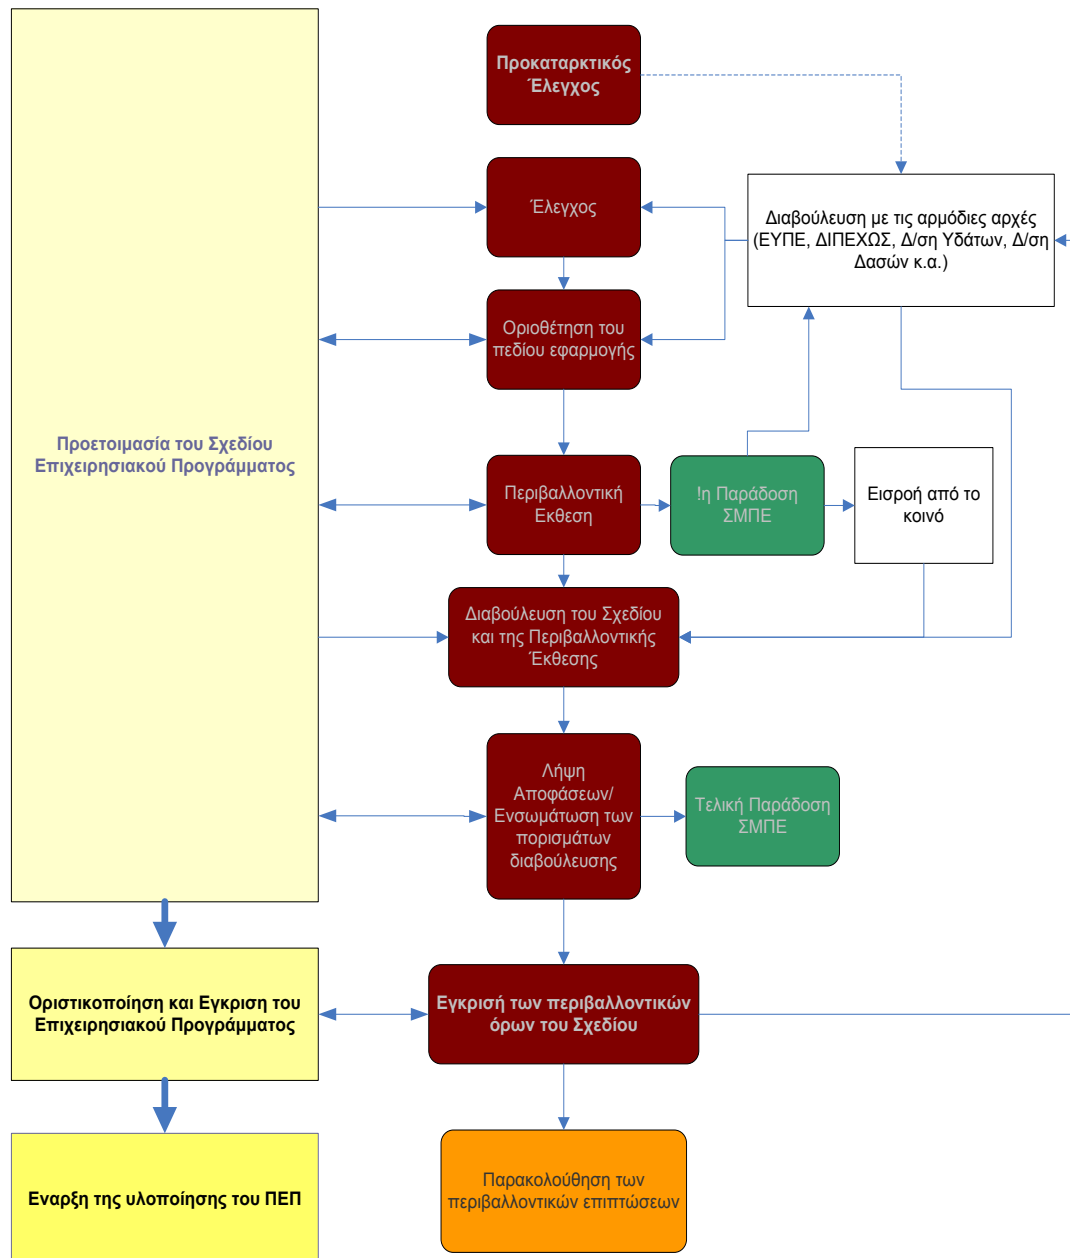 Προκαταρκτικός
Έλεγχος
Έλεγχος
Διαβούλευση με τις αρμόδιες αρχές
(ΕΥΠΕ, ΔΙΠΕΧΩΣ, Δ/ση Υδάτων, Δ/ση
Δασών κ.α.)
Οριοθέτηση του
πεδίου εφαρμογής
Προετοιμασία του Σχεδίου
Επιχειρησιακού Προγράμματος
Περιβαλλοντική
Εκθεση
!η Παράδοση
ΣΜΠΕ
Εισροή από το
κοινό
Διαβούλευση του Σχεδίου
και της Περιβαλλοντικής
Έκθεσης
Λήψη
Αποφάσεων/
Ενσωμάτωση των
πορισμάτων
διαβούλευσης
Τελική Παράδοση
ΣΜΠΕ
Οριστικοποίηση και Εγκριση του
Επιχειρησιακού Προγράμματος
Εγκρισή των περιβαλλοντικών
όρων του Σχεδίου
Εναρξη της υλοποίησης του ΠΕΠ
Παρακολούθηση των
περιβαλλοντικών επιπτώσεων